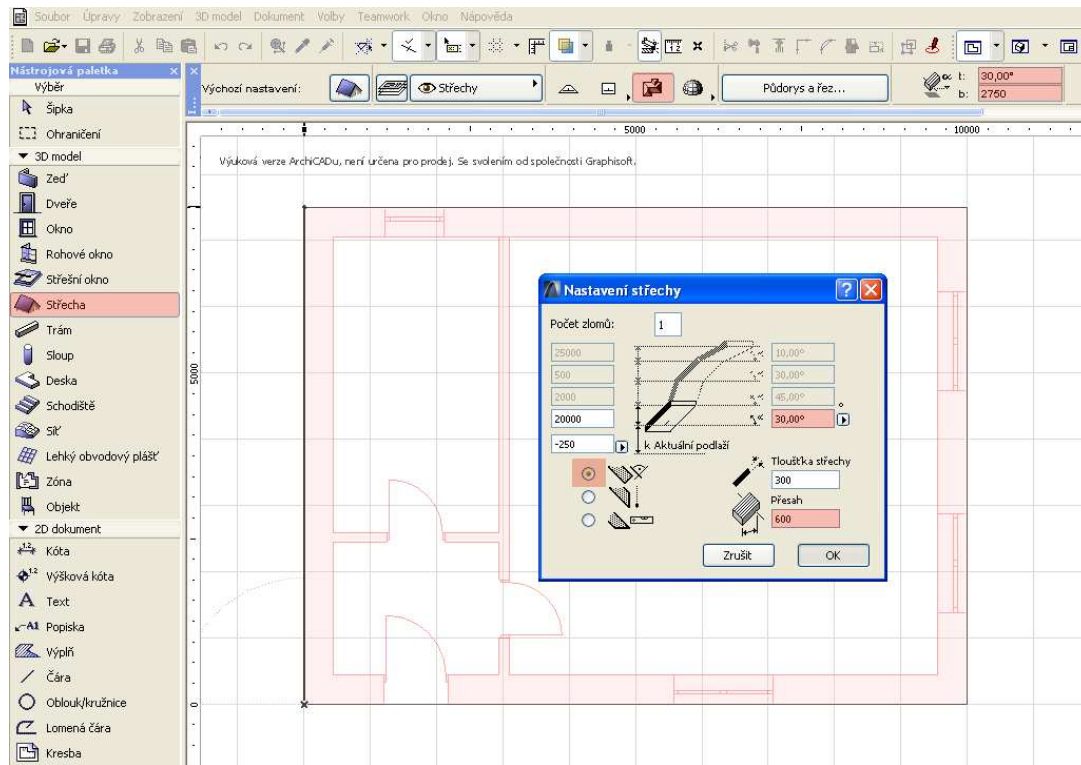 Soubor Úpravy Zobrazení 3D model Dokument Volby Teamwork Okno Nápověda
Nástrojová paletka
Výběr
Šipka
Ohraničení
3D model
Zeď
Dveře
Okno
Rohové okno
Střešní okno
Střecha
Trám
Sloup
Deska
Schodiště
Síť
Lehký obvodový plášť
Zóna
Objekt
2D dokument
Kóta
Výšková kóta
Text
Popiska
Výplň
Čára
Oblouk/kružnice
Lomená čára
Kresba
Výchozí nastavení:
Střechy
Půdorys a řez...
t: 30,00°
b: 2750
0 5000 10000
Výuková verze ArchiCADu, není určena pro prodej. Se svolením od společnosti Graphisoft.
5000
0
Nastavení střechy
Počet zlomů: 1
25000 10,00°
500 30,00°
2000 45,00°
20000 30,00°
-250
k Aktuální podlaží
Tloušťka střechy
300
Přesah
600
Zrušit OK